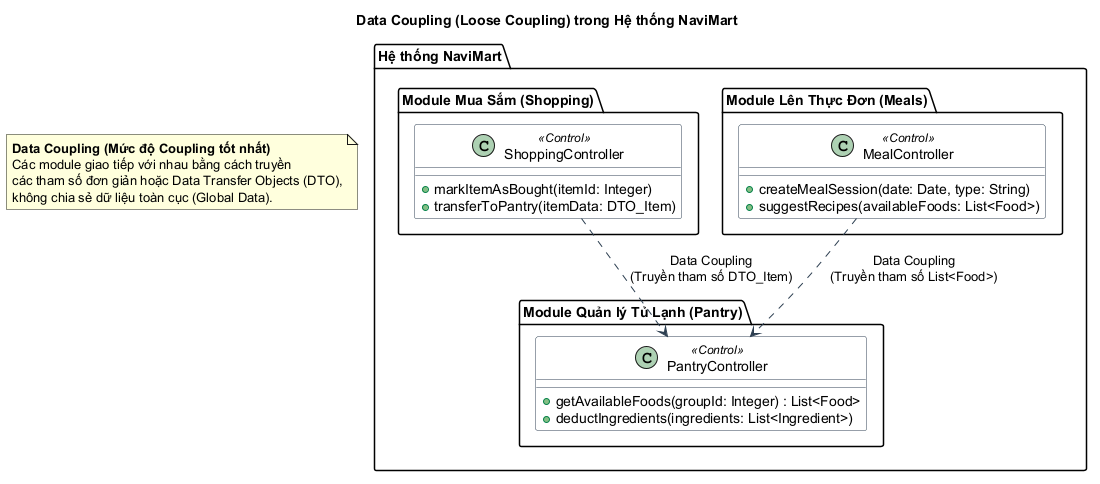 Data Coupling (Loose Coupling) trong Hệ thống NaviMart
Hệ thống NaviMart
Data Coupling (Mức độ Coupling tốt nhất)
Các module giao tiếp với nhau bằng cách truyền
các tham số đơn giản hoặc Data Transfer Objects (DTO),
không chia sẻ dữ liệu toàn cục (Global Data).
Module Mua Sắm (Shopping)
«Control»
C
ShoppingController
markItemAsBought(itemId: Integer)
transferToPantry(itemData: DTO_Item)
Module Lên Thực Đơn (Meals)
«Control»
C
MealController
createMealSession(date: Date, type: String)
suggestRecipes(availableFoods: List<Food>)
Data Coupling
(Truyền tham số DTO_Item)
Data Coupling
(Truyền tham số List<Food>)
Module Quản lý Tủ Lạnh (Pantry)
«Control»
C
PantryController
getAvailableFoods(groupId: Integer) : List<Food>
deductIngredients(ingredients: List<Ingredient>)